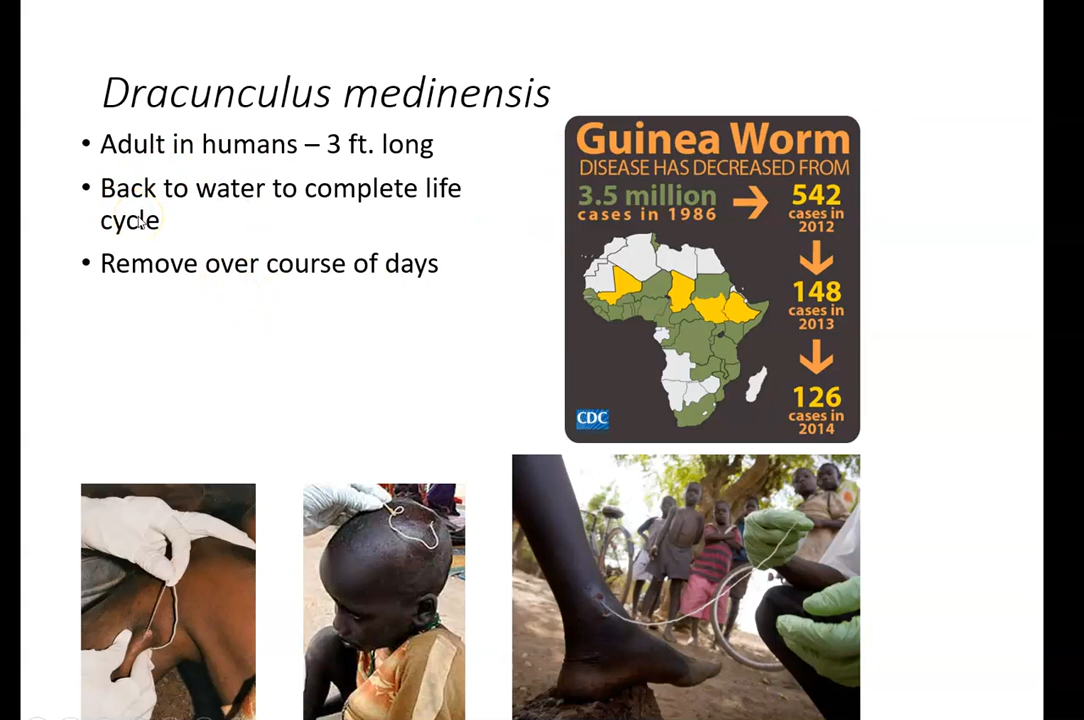 Dracunculus medinensis
• Adult in humans – 3 ft. long
• Back to water to complete life
cycle
• Remove over course of days
Guinea Worm
DISEASE HAS DECREASED FROM
3.5 million
cases in 1986
542
cases in
2012
148
cases in
2013
126
cases in
2014
CDC